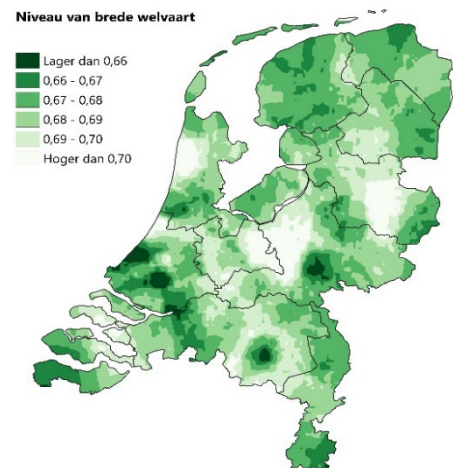 Niveau van brede welvaart
Lager dan 0,66
0,66 - 0,67
0,67 - 0,68
0,68 - 0,69
0,69 - 0,70
Hoger dan 0,70